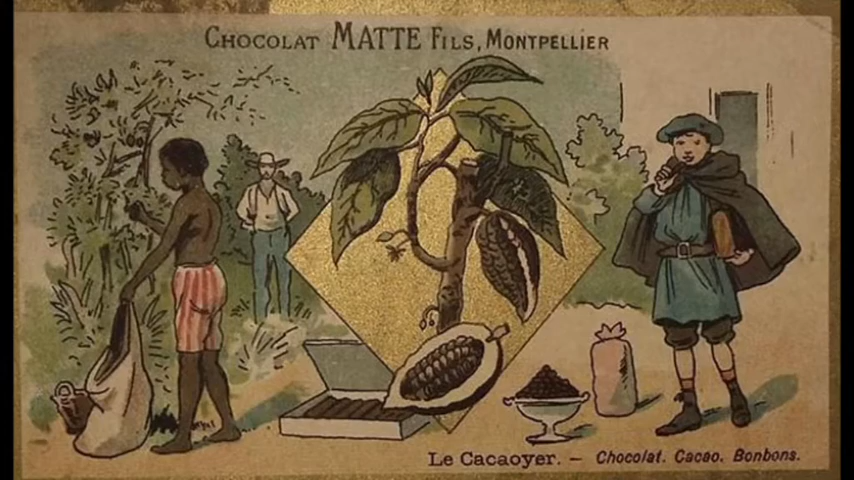 CHOCOLAT MATTE FILS, MONTPELLIER
Le Cacaoyer. – Chocolat. Cacao. Bonbons.